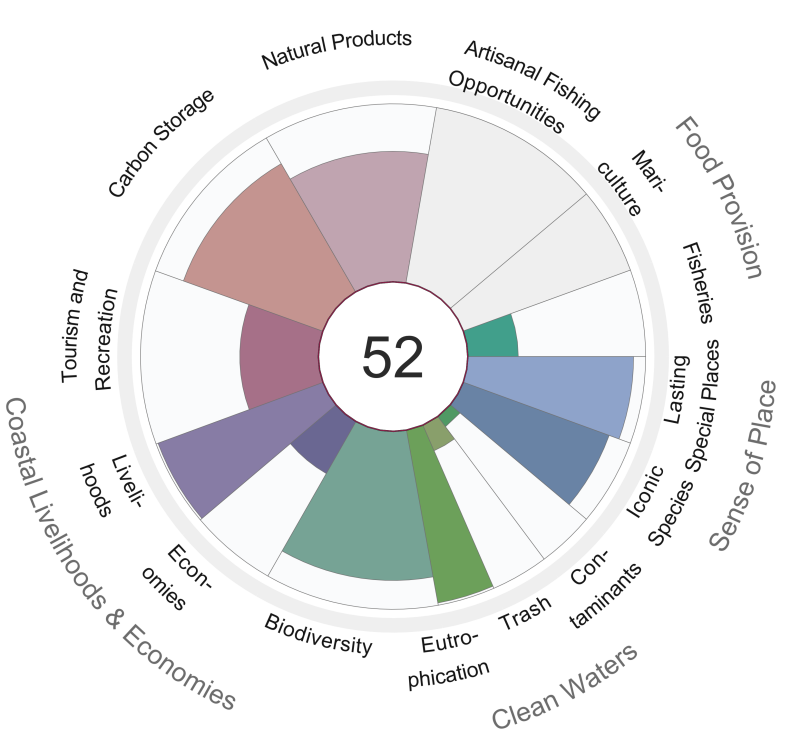 Natural Products
Artisanal Fishing
Opportunities
Mari-
culture
Food Provision
Fisheries
Lasting
Special Places
Sense of Place
Iconic
Species
Con-
taminants
Trash
Clean Waters
Eutro-
phication
Biodiversity
Econ-
omies
Liveli-
hoods
Coastal Livelihoods & Economies
Tourism and
Recreation
Carbon Storage
52